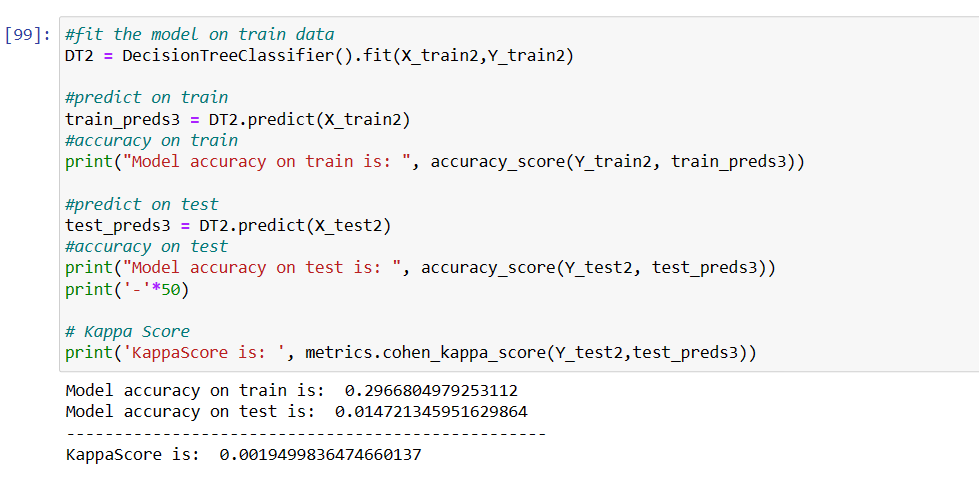 [99]: #fit the model on train data
DT2 = DecisionTreeClassifier().fit(X_train2,Y_train2)
#predict on train
train_preds3 = DT2.predict(X_train2)
#accuracy on train
print("Model accuracy on train is: ", accuracy_score(Y_train2, train_preds3))
#predict on test
test_preds3 = DT2.predict(X_test2)
#accuracy on test
print("Model accuracy on test is: ", accuracy_score(Y_test2, test_preds3))
print('-'*50)
# Kappa Score
print('KappaScore is: ', metrics.cohen_kappa_score(Y_test2,test_preds3))
Model accuracy on train is:  0.2966804979253112
Model accuracy on test is:  0.014721345951629864
--------------------------------------------------
KappaScore is:  0.0019499836474660137